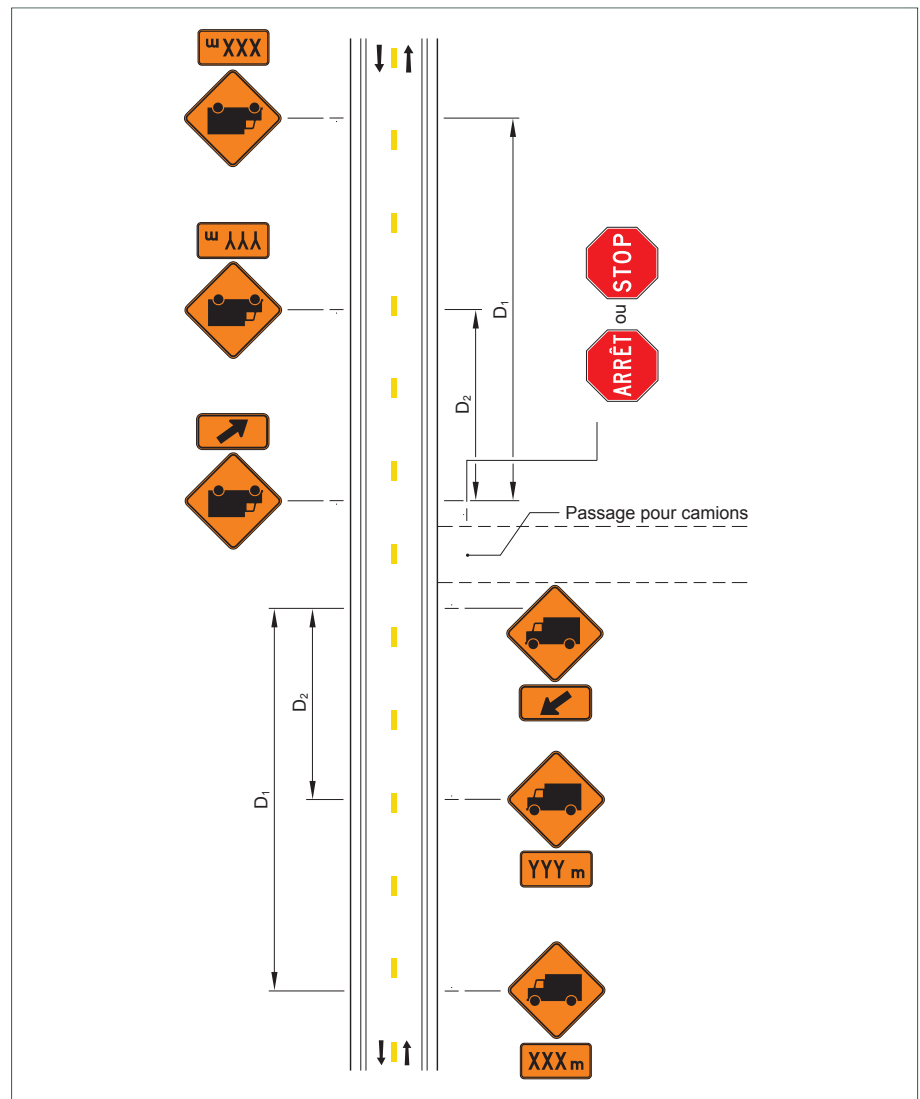 XXX m
YYY m
D₁
STOP
ou
ARRÊT
D₂
Passage pour camions
D₂
D₁
YYY m
XXX m